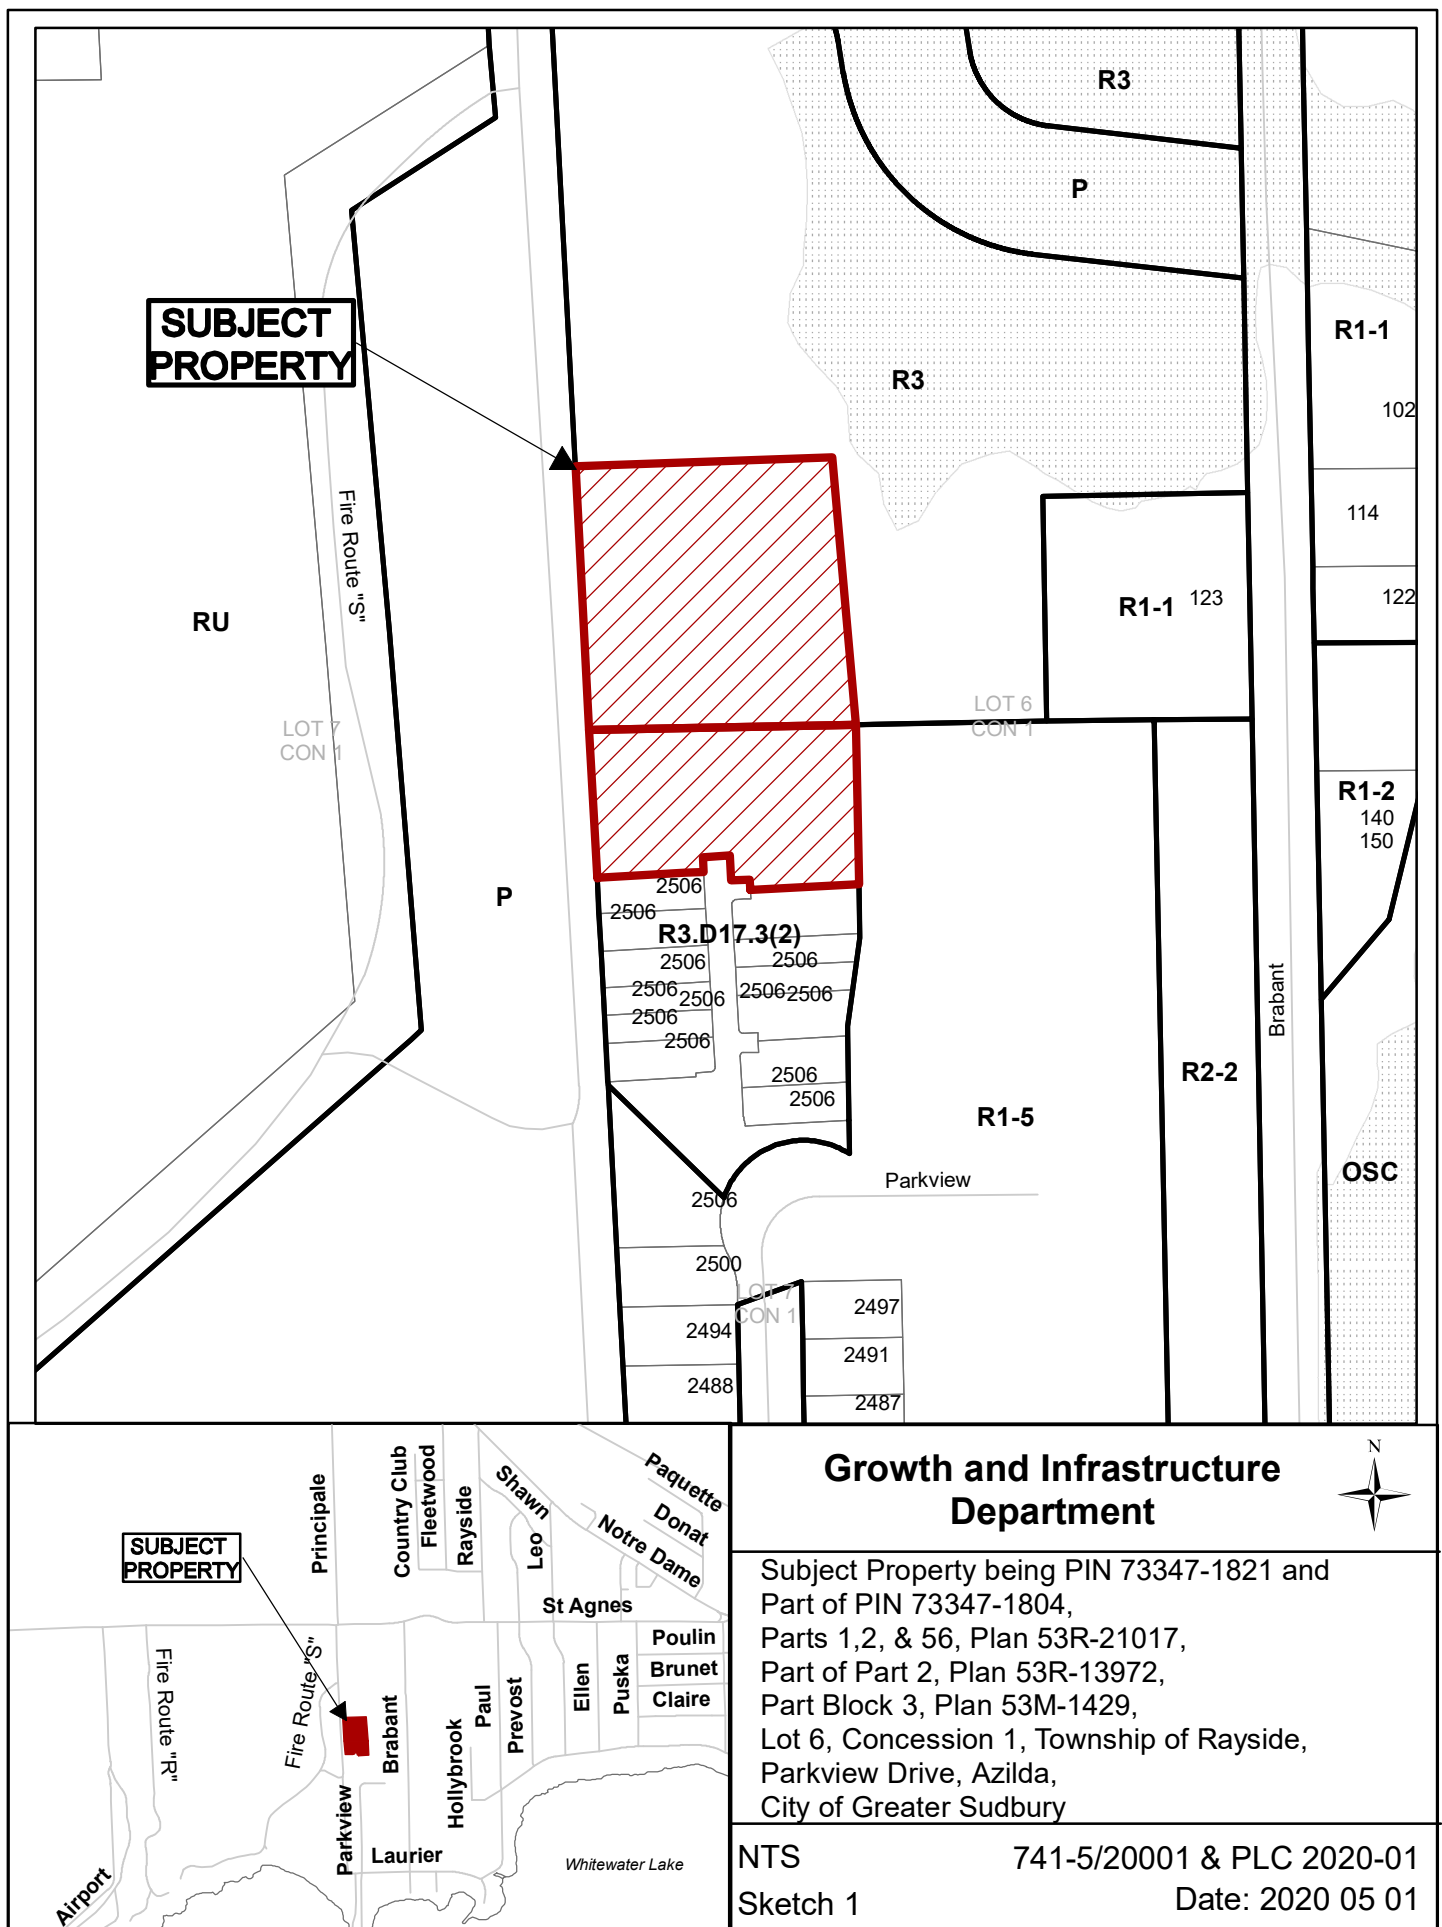 R3
P
SUBJECT
PROPERTY
R1-1
R3
102
114
Fire Route "S"
R1-1 123
122
RU
LOT 6
CON 1
LOT 7
CON 1
R1-2
140
150
P
2506
2506
R3.D17.3(2)
2506
2506
2506
2506
2506
2506
2506
2506
2506
2506
2506
Brabant
R2-2
R1-5
OSC
Parkview
2506
2500
LOT 7
CON 1
2497
2494
2491
2488
2487
Principale
Country Club
Fleetwood
Rayside
Shawn
Leo
Paquette
Donat
Notre Dame
St Agnes
SUBJECT
PROPERTY
Poulin
Brunet
Claire
Fire Route "R"
Fire Route "S"
Brabant
Hollybrook
Paul
Prevost
Ellen
Puska
Parkview
Laurier
Airport
Whitewater Lake
Growth and Infrastructure
Department
N
Subject Property being PIN 73347-1821 and
Part of PIN 73347-1804,
Parts 1,2, & 56, Plan 53R-21017,
Part of Part 2, Plan 53R-13972,
Part Block 3, Plan 53M-1429,
Lot 6, Concession 1, Township of Rayside,
Parkview Drive, Azilda,
City of Greater Sudbury
NTS
741-5/20001 & PLC 2020-01
Sketch 1
Date: 2020 05 01